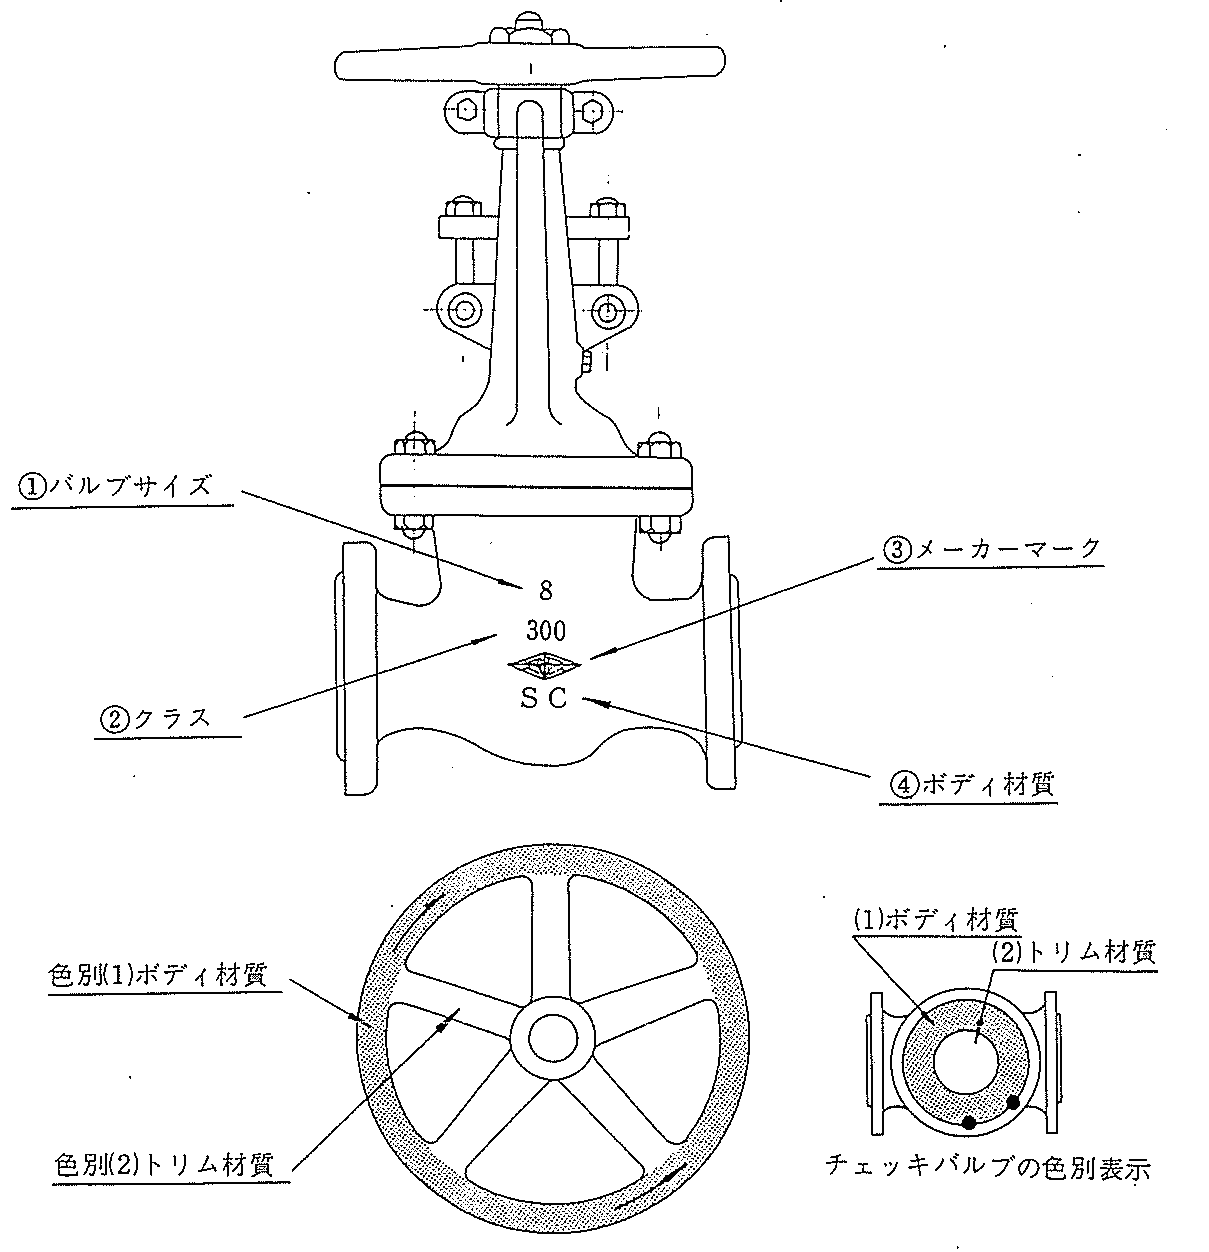 ①バルブサイズ
8
③メーカーマーク
300
SC
②クラス
④ボディ材質
(1)ボディ材質
(2)トリム材質
色別(1)ボディ材質
色別(2)トリム材質
チェッキバルブの色別表示